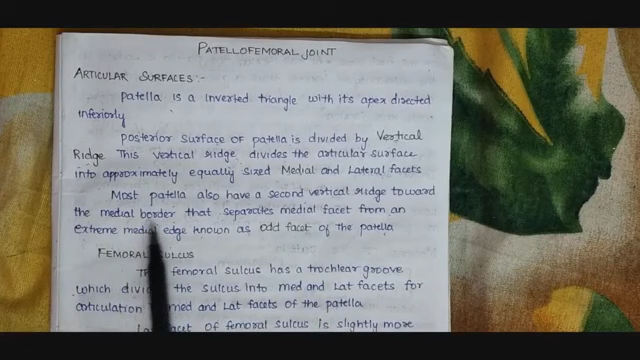 PATELLOFEMORAL JOINT
ARTICULAR SURFACES:-
Patella is a inverted triangle with its apex directed
inferiorly
Posterior surface of patella is divided by Vertical
Ridge This vertical ridge divides the articular surface
into approximately equally sized Medial and Lateral facets
Most patella also have a second vertical ridge toward
the medial border that separates medial facet from an
extreme medial edge known as odd facet of the patella
FEMORAL SULCUS
femoral sulcus has a trochlear groove
which the sulcus into med and Lat facets for
articulation med and Lat facets of the patella
facet of femoral sulcus is slightly more